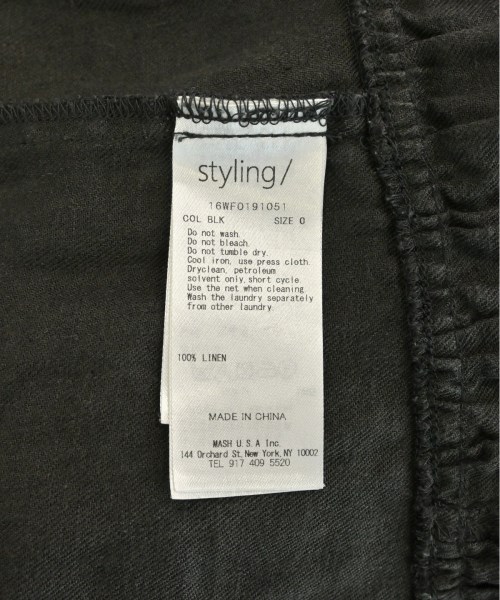 styling/
16WF0191051
COL BLK SIZE 0
Do not wash.
Do not bleach.
Do not tumble dry.
Cool iron, use press cloth.
Dryclean, petroleum
solvent only, short cycle.
Use the net when cleaning.
Wash the laundry separately
from other laundry.
100% LINEN
MADE IN CHINA
MASH U.S.A Inc.
144 Orchard St. New York, NY 10002
TEL 917 409 5520